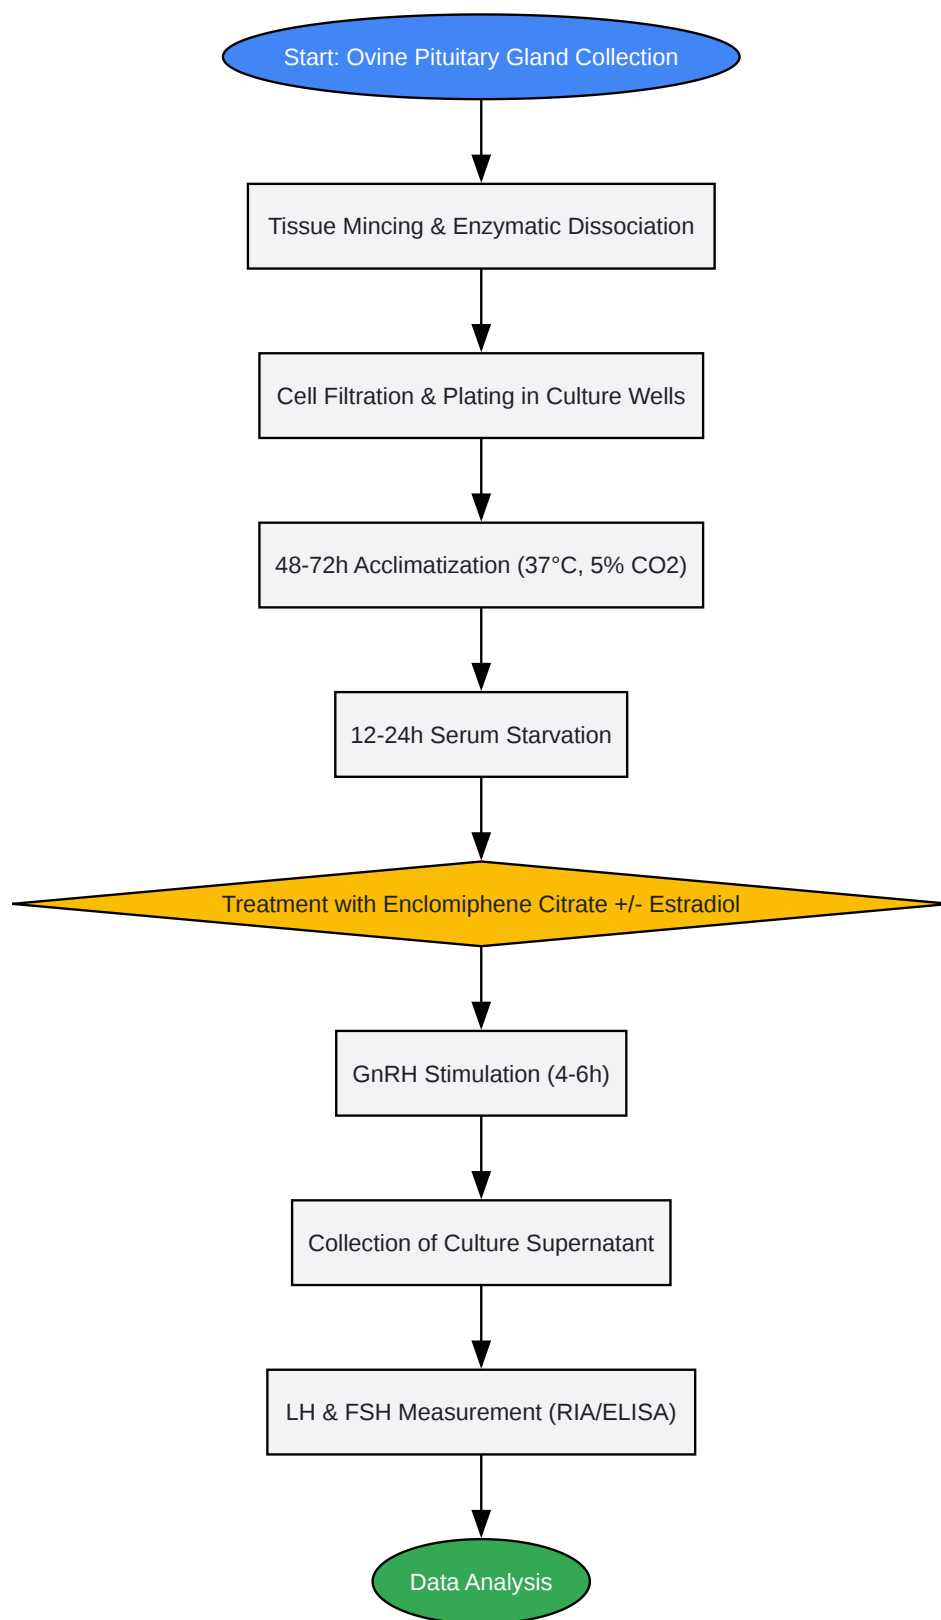 Start: Ovine Pituitary Gland Collection
Tissue Mincing & Enzymatic Dissociation
Cell Filtration & Plating in Culture Wells
48-72h Acclimatization (37°C, 5% CO2)
12-24h Serum Starvation
Treatment with Enclomiphene Citrate +/- Estradiol
GnRH Stimulation (4-6h)
Collection of Culture Supernatant
LH & FSH Measurement (RIA/ELISA)
Data Analysis